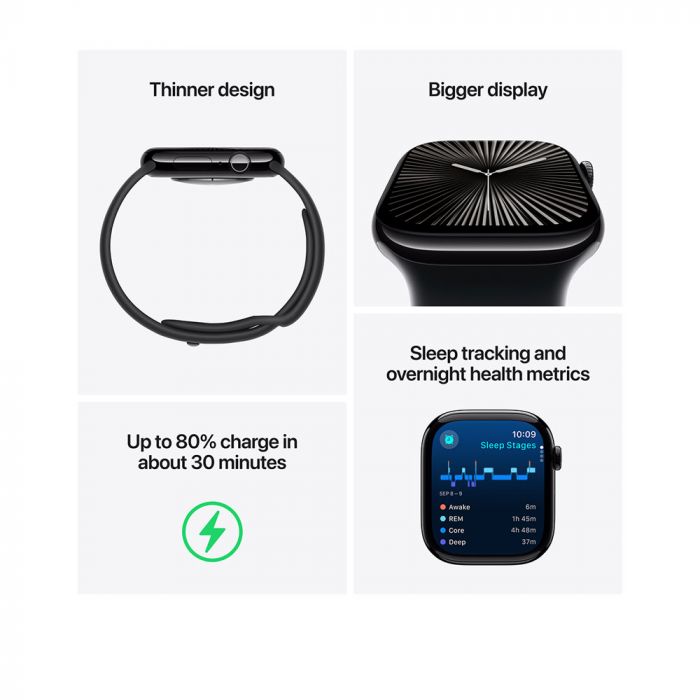 Thinner design
Bigger display
Sleep tracking and
overnight health metrics
10:09
Sleep Stages
SEP 8 – 9
Awake 6m
REM 1h 45m
Core 4h 48m
Deep 37m
Up to 80% charge in
about 30 minutes